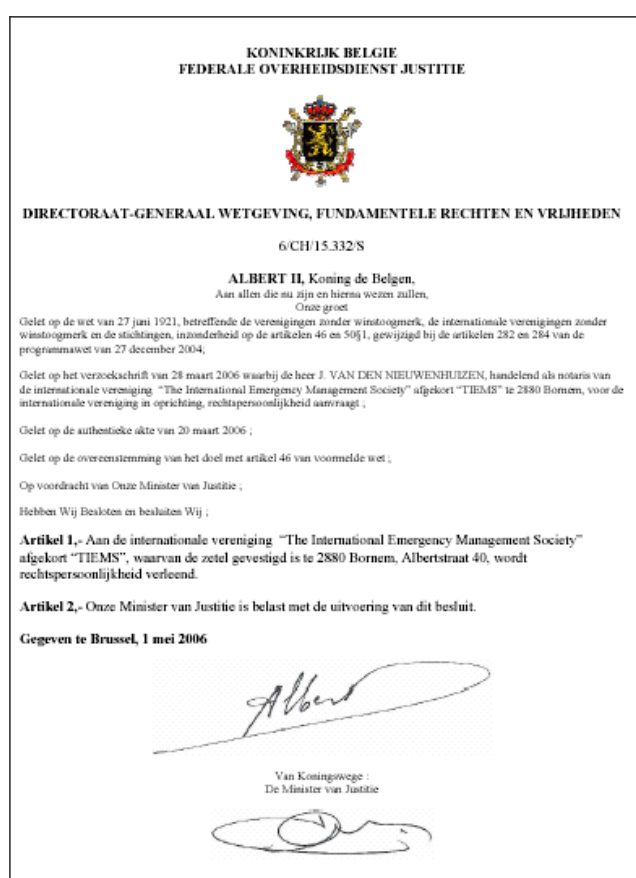 KONINKRIJK BELGIE
FEDERALE OVERHEIDSDIENST JUSTITIE
DIRECTORAAT-GENERAAL WETGEVING, FUNDAMENTELE RECHTEN EN VRIJHEDEN
6/CH/15.332/S
ALBERT II, Koning de Belgen,
Aan allen die nu zijn en hierna wezen zullen,
Onze groet
Gelet op de wet van 27 juni 1921, betreffende de verenigingen zonder winstoogmerk, de internationale verenigingen zonder
winstoogmerk en de stichtingen, inzonderheid op de artikelen 46 en 50§1, gewijzigd bij de artikelen 282 en 284 van de
programmawet van 27 december 2004;
Gelet op het verzoekschrift van 28 maart 2006 waarbij de heer J. VAN DEN NIEUWENHUIZEN, handelend als notaris van
de internationale vereniging "The International Emergency Management Society" afgekort "TIEMS" te 2880 Bornem, voor de
internationale vereniging in oprichting, rechtspersoonlijkheid aanvraagt ;
Gelet op de authentieke akte van 20 maart 2006 ;
Gelet op de overeenstemming van het doel met artikel 46 van voormelde wet ;
Op voordracht van Onze Minister van Justitie ;
Hebben Wij Besloten en besluiten Wij ;
Artikel 1,- Aan de internationale vereniging "The International Emergency Management Society"
afgekort "TIEMS", waarvan de zetel gevestigd is te 2880 Bornem, Albertstraat 40, wordt
rechtspersoonlijkheid verleend.
Artikel 2,- Onze Minister van Justitie is belast met de uitvoering van dit besluit.
Gegeven te Brussel, 1 mei 2006
Albert
Van Koningswege :
De Minister van Justitie